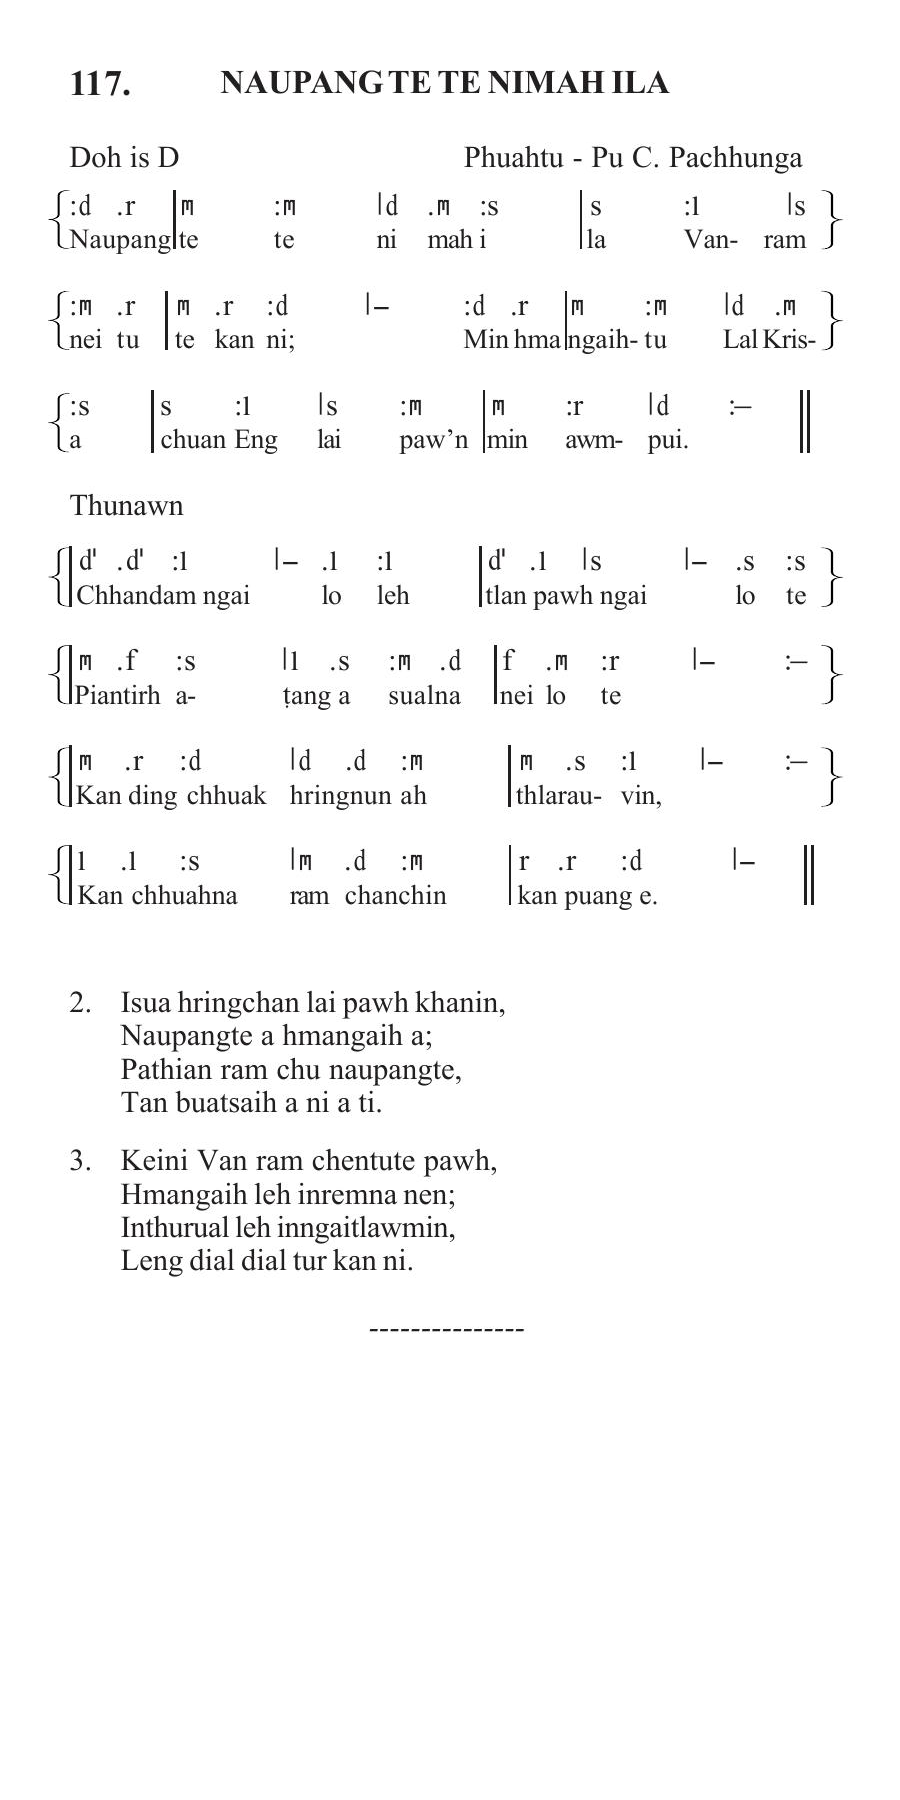 117. NAUPANG TE TE NIMAH ILA
Doh is D Phuahtu - Pu C. Pachhunga
{:d .r |m :m |d .m :s |s :l |s }
Naupang|te te ni mah i |la Van- ram
{:m .r |m .r :d |– :d .r |m :m |d .m }
nei tu |te kan ni; Min hma|ngaih- tu Lal Kris-
{:s |s :l |s :m |m :r |d :– ||
a |chuan Eng lai paw’n |min awm- pui.
Thunawn
{|d' .d' :l |– .l :l |d' .l |s |– .s :s }
Chhandam ngai lo leh |tlan pawh ngai lo te
{|m .f :s |l .s :m .d |f .m :r |– :– }
Piantirh a- ṭang a sualna |nei lo te
{|m .r :d |d .d :m |m .s :l |– :– }
Kan ding chhuak hringnun ah |thlarau- vin,
{|l .l :s |m .d :m |r .r :d |– ||
Kan chhuahna ram chanchin |kan puang e.
2. Isua hringchan lai pawh khanin,
Naupangte a hmangaih a;
Pathian ram chu naupangte,
Tan buatsaih a ni a ti.
3. Keini Van ram chentute pawh,
Hmangaih leh inremna nen;
Inthurual leh inngaitlawmin,
Leng dial dial tur kan ni.
---------------